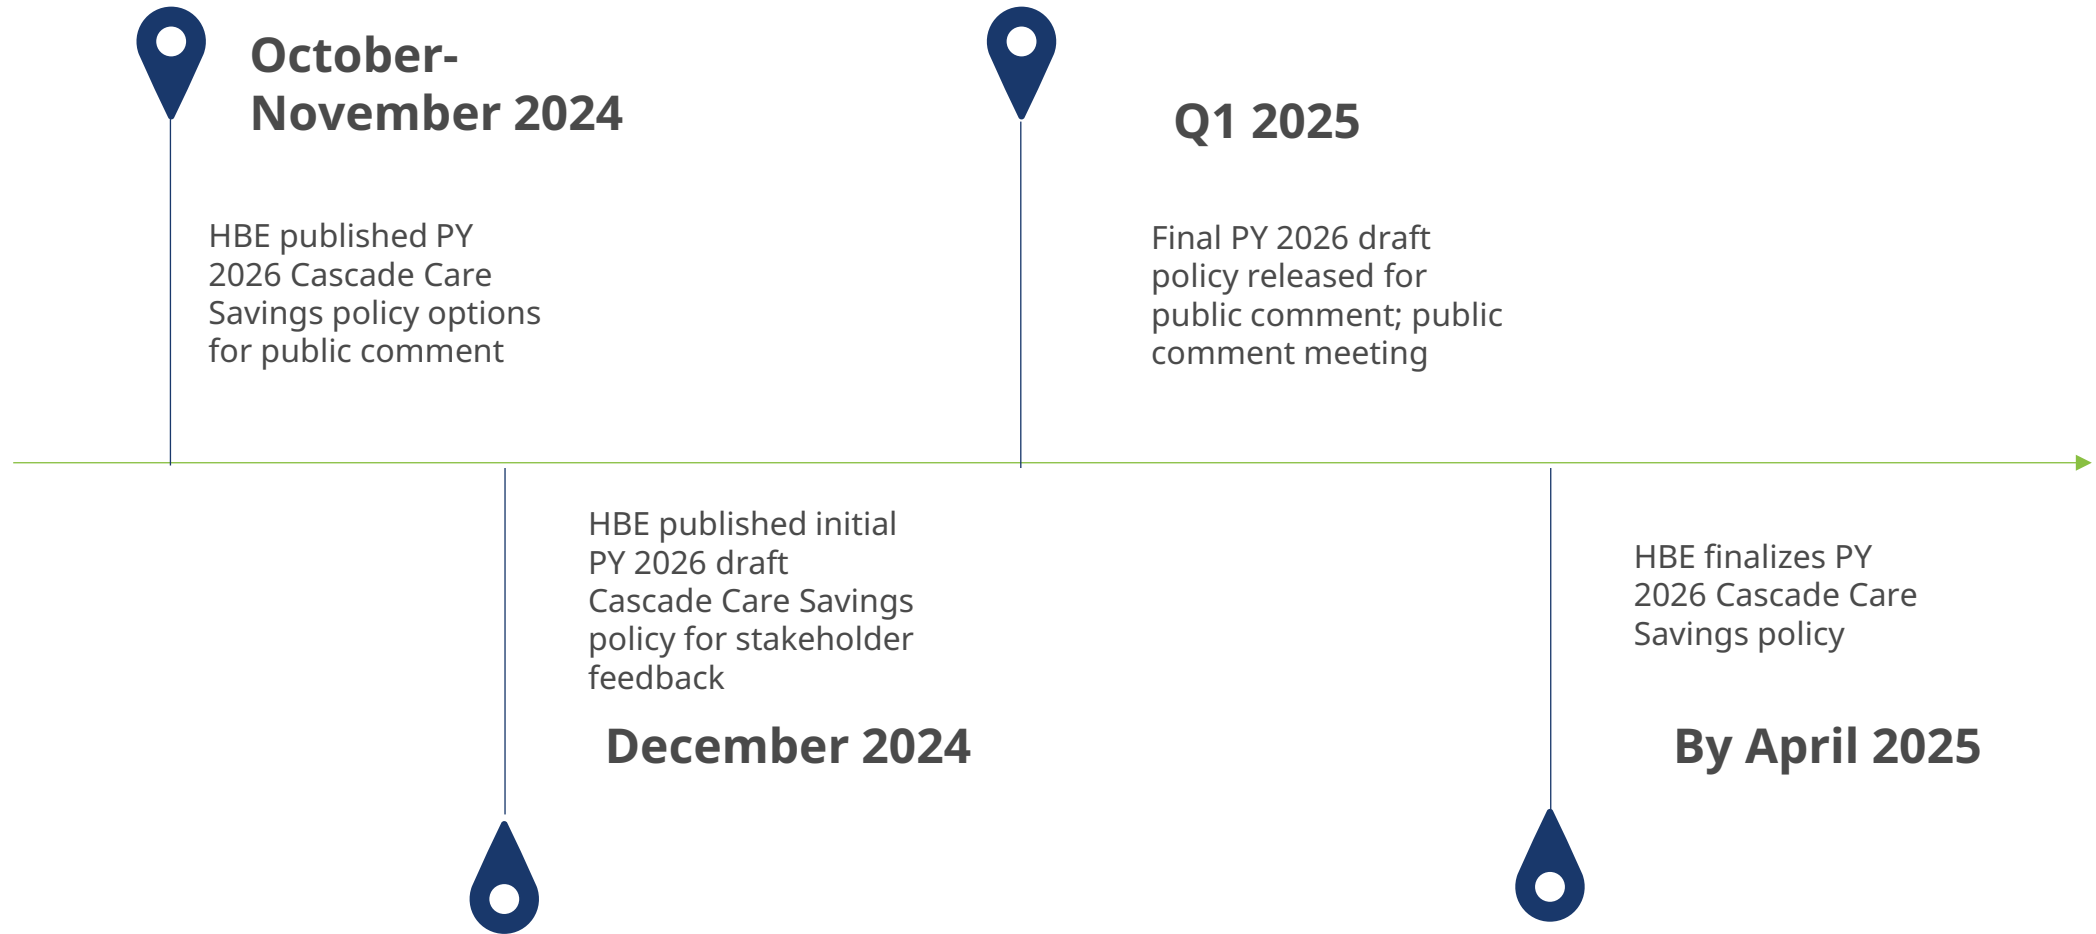 October-
November 2024
HBE published PY
2026 Cascade Care
Savings policy options
for public comment
HBE published initial
PY 2026 draft
Cascade Care Savings
policy for stakeholder
feedback
December 2024
Q1 2025
Final PY 2026 draft
policy released for
public comment; public
comment meeting
HBE finalizes PY
2026 Cascade Care
Savings policy
By April 2025